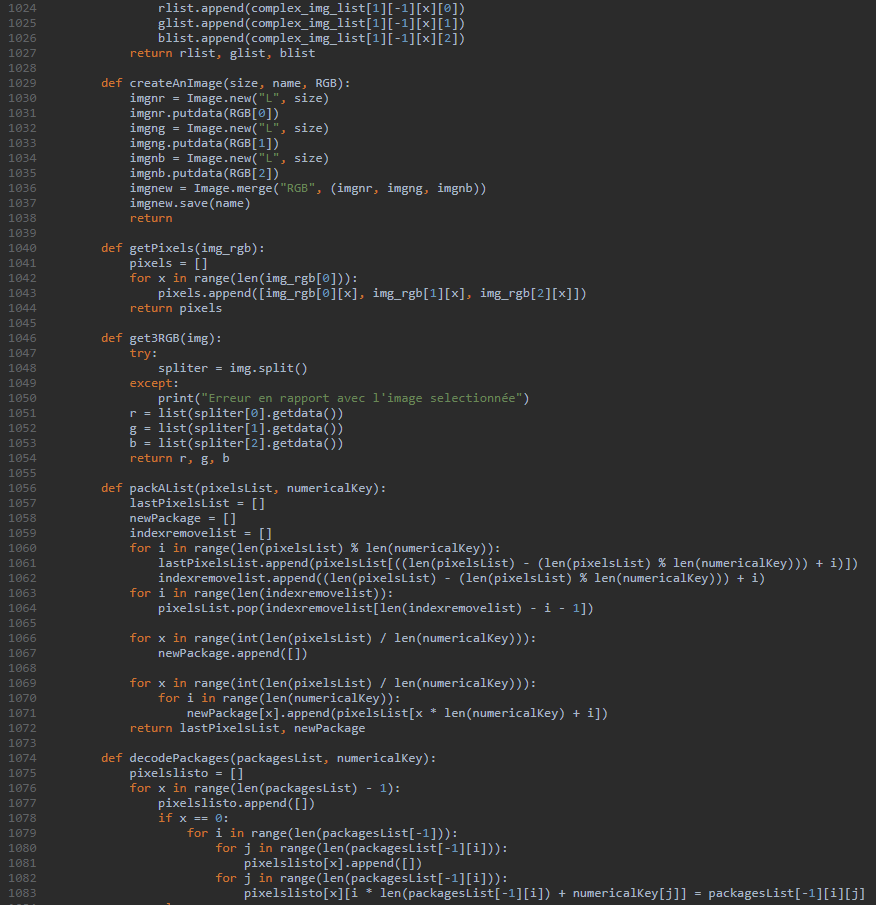 1024                 rlist.append(complex_img_list[1][-1][x][0])
1025                 glist.append(complex_img_list[1][-1][x][1])
1026                 blist.append(complex_img_list[1][-1][x][2])
1027             return rlist, glist, blist
1028
1029         def createAnImage(size, name, RGB):
1030             imgnr = Image.new("L", size)
1031             imgnr.putdata(RGB[0])
1032             imgng = Image.new("L", size)
1033             imgng.putdata(RGB[1])
1034             imgnb = Image.new("L", size)
1035             imgnb.putdata(RGB[2])
1036             imgnew = Image.merge("RGB", (imgnr, imgng, imgnb))
1037             imgnew.save(name)
1038             return
1039
1040         def getPixels(img_rgb):
1041             pixels = []
1042             for x in range(len(img_rgb[0])):
1043                 pixels.append([img_rgb[0][x], img_rgb[1][x], img_rgb[2][x]])
1044             return pixels
1045
1046         def get3RGB(img):
1047             try:
1048                 spliter = img.split()
1049             except:
1050                 print("Erreur en rapport avec l'image selectionnée")
1051             r = list(spliter[0].getdata())
1052             g = list(spliter[1].getdata())
1053             b = list(spliter[2].getdata())
1054             return r, g, b
1055
1056         def packAList(pixelsList, numericalKey):
1057             lastPixelsList = []
1058             newPackage = []
1059             indexremovelist = []
1060             for i in range(len(pixelsList) % len(numericalKey)):
1061                 lastPixelsList.append(pixelsList[((len(pixelsList) - (len(pixelsList) % len(numericalKey))) + i)])
1062                 indexremovelist.append((len(pixelsList) - (len(pixelsList) % len(numericalKey))) + i)
1063             for i in range(len(indexremovelist)):
1064                 pixelsList.pop(indexremovelist[len(indexremovelist) - i - 1])
1065
1066             for x in range(int(len(pixelsList) / len(numericalKey))):
1067                 newPackage.append([])
1068
1069             for x in range(int(len(pixelsList) / len(numericalKey))):
1070                 for i in range(len(numericalKey)):
1071                     newPackage[x].append(pixelsList[x * len(numericalKey) + i])
1072             return lastPixelsList, newPackage
1073
1074         def decodePackages(packagesList, numericalKey):
1075             pixelslisto = []
1076             for x in range(len(packagesList) - 1):
1077                 pixelslisto.append([])
1078                 if x == 0:
1079                     for i in range(len(packagesList[-1])):
1080                         for j in range(len(packagesList[-1][i])):
1081                             pixelslisto[x].append([])
1082                         for j in range(len(packagesList[-1][i])):
1083                             pixelslisto[x][i * len(packagesList[-1][i]) + numericalKey[j]] = packagesList[-1][i][j]